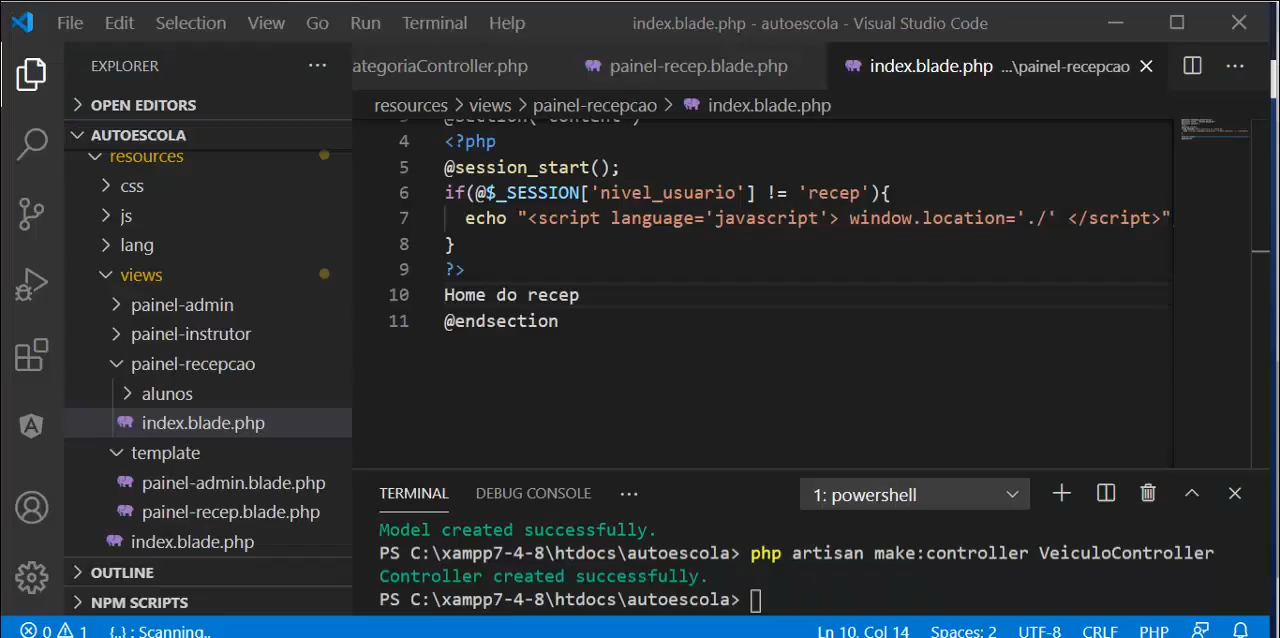 File Edit Selection View Go Run Terminal Help index.blade.php - autoescola - Visual Studio Code
EXPLORER
ategoriaController.php painel-recep.blade.php index.blade.php ...\painel-recepcao
OPEN EDITORS
resources > views > painel-recepcao > index.blade.php
AUTOESCOLA
resources
css
js
lang
views
painel-admin
painel-instrutor
painel-recepcao
alunos
index.blade.php
template
painel-admin.blade.php
painel-recep.blade.php
index.blade.php
OUTLINE
NPM SCRIPTS
4 <?php
5 @session_start();
6 if(@$_SESSION['nivel_usuario'] != 'recep'){
7 echo "<script language='javascript'> window.location='./' </script>"
8 }
9 ?>
10 Home do recep
11 @endsection
TERMINAL DEBUG CONSOLE 1: powershell
Model created successfully.
PS C:\xampp7-4-8\htdocs\autoescola> php artisan make:controller VeiculoController
Controller created successfully.
PS C:\xampp7-4-8\htdocs\autoescola>
0 1 {..} : Scanning.. Ln 10, Col 14 Spaces: 2 UTF-8 CRLF PHP